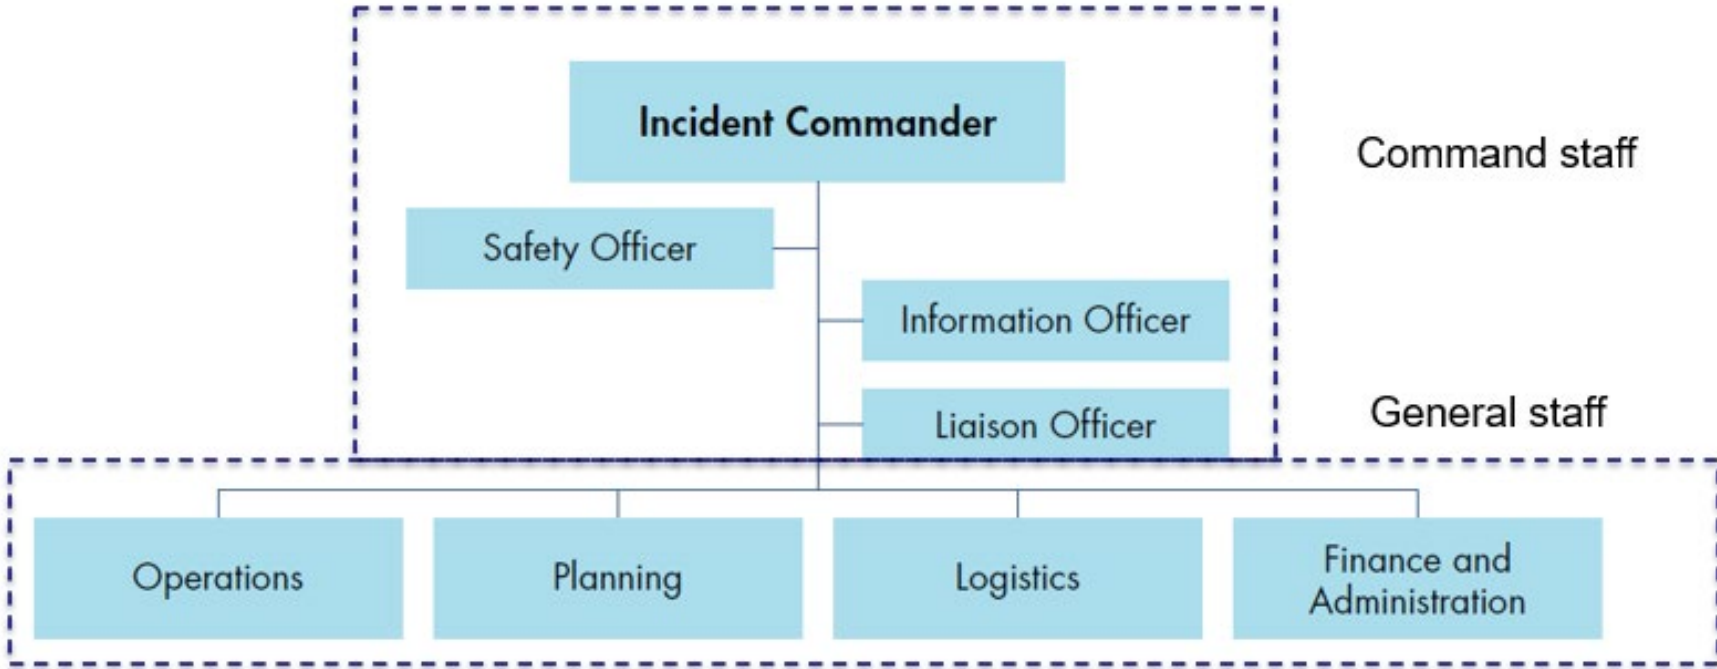 Incident Commander
Command staff
Safety Officer
Information Officer
Liaison Officer
General staff
Operations
Planning
Logistics
Finance and
Administration